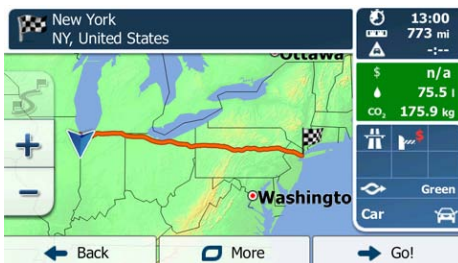 New York
NY, United States
13:00
773 mi
-:--
Ottawa
$ n/a
75.5 l
CO₂ 175.9 kg
$
+
Washingto
Green
–
Car
Back
More
Go!